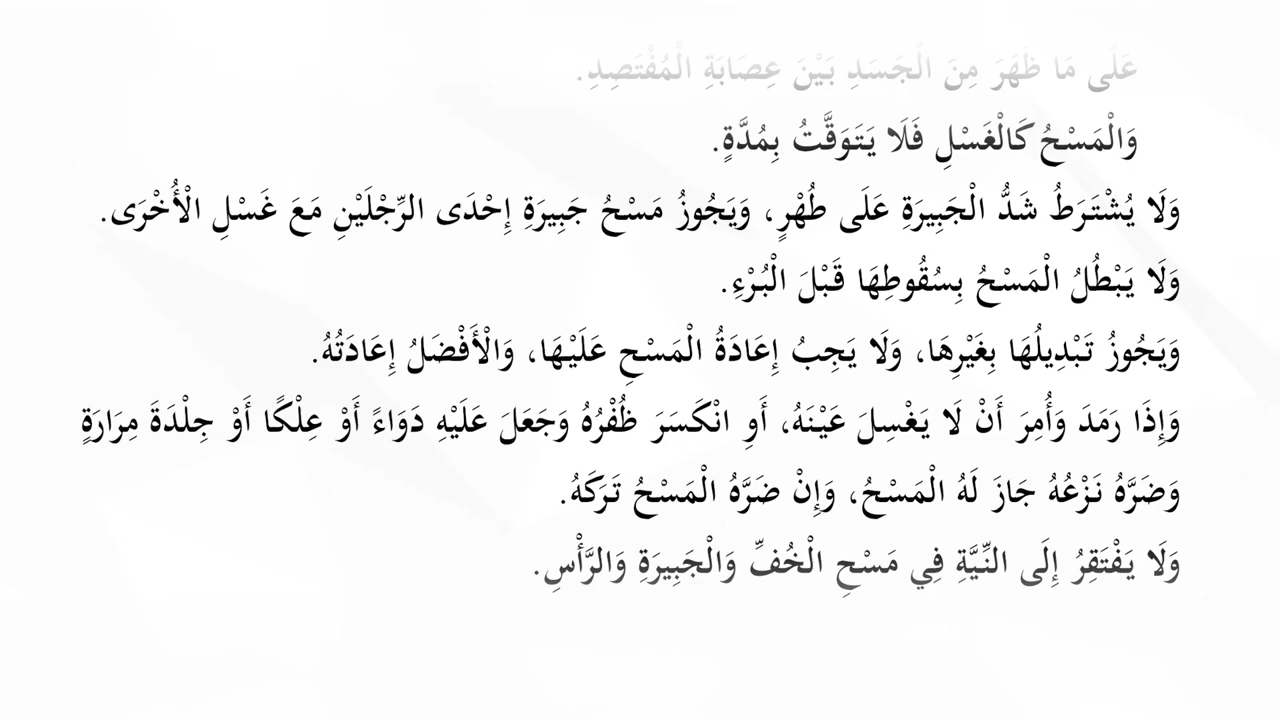 عَلَى مَا ظَهَرَ مِنَ الْجَسَدِ بَيْنَ عِصَابَةِ الْمُفْتَصِدِ.
وَالْمَسْحُ كَالْغَسْلِ فَلَا يَتَوَقَّتُ بِمُدَّةٍ.
وَلَا يُشْتَرَطُ شَدُّ الْجَبِيرَةِ عَلَى طُهْرٍ، وَيَجُوزُ مَسْحُ جَبِيرَةِ إِحْدَى الرِّجْلَيْنِ مَعَ غَسْلِ الْأُخْرَى.
وَلَا يَبْطُلُ الْمَسْحُ بِسُقُوطِهَا قَبْلَ الْبُرْءِ.
وَيَجُوزُ تَبْدِيلُهَا بِغَيْرِهَا، وَلَا يَجِبُ إِعَادَةُ الْمَسْحِ عَلَيْهَا، وَالْأَفْضَلُ إِعَادَتُهُ.
وَإِذَا رَمَدَ وَأُمِرَ أَنْ لَا يَغْسِلَ عَيْنَهُ، أَوِ انْكَسَرَ ظُفْرُهُ وَجَعَلَ عَلَيْهِ دَوَاءً أَوْ عِلْكًا أَوْ جِلْدَةَ مِرَارَةٍ
وَضَرَّهُ نَزْعُهُ جَازَ لَهُ الْمَسْحُ، وَإِنْ ضَرَّهُ الْمَسْحُ تَرَكَهُ.
وَلَا يَفْتَقِرُ إِلَى النِّيَّةِ فِي مَسْحِ الْخُفِّ وَالْجَبِيرَةِ وَالرَّأْسِ.